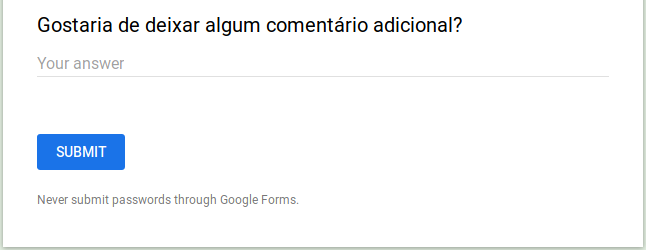 Gostaria de deixar algum comentário adicional?
Your answer
SUBMIT
Never submit passwords through Google Forms.